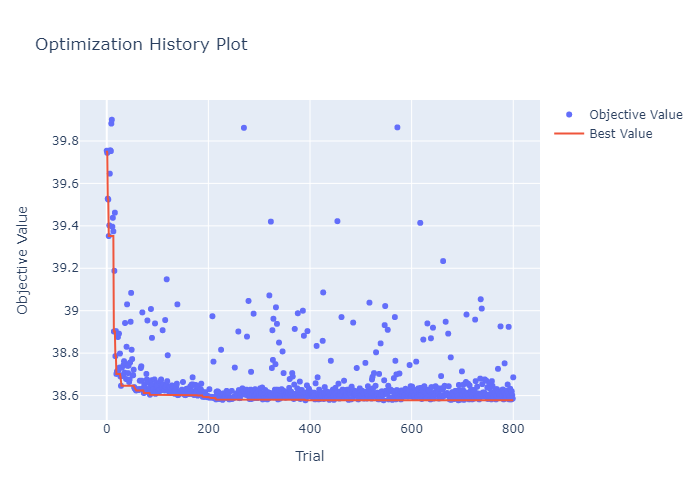 Optimization History Plot
39.8
39.6
39.4
39.2
39
38.8
38.6
0
200
400
600
800
Trial
Objective Value
Objective Value
Best Value